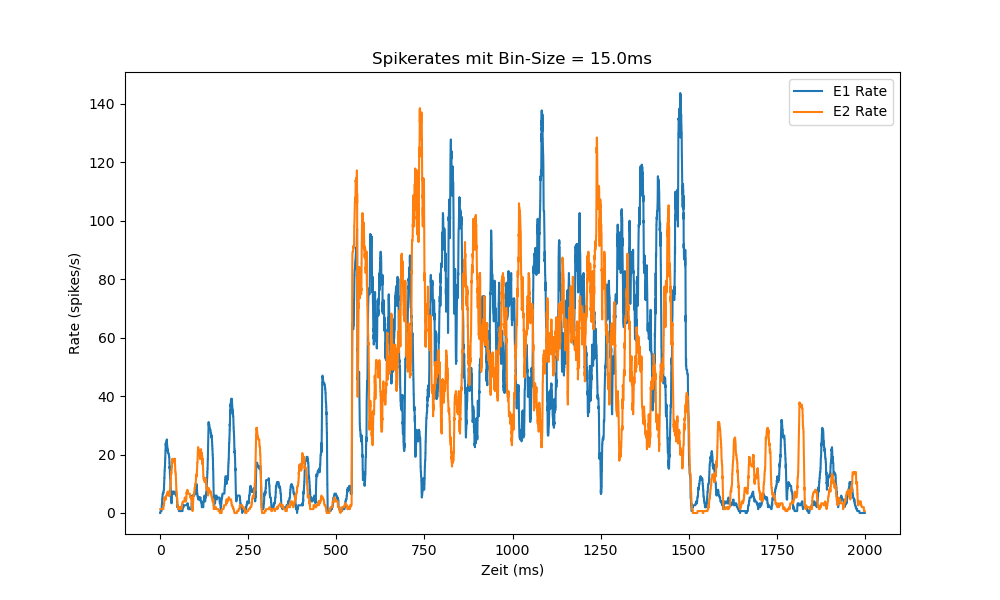 Spikerates mit Bin-Size = 15.0ms
E1 Rate
E2 Rate
Rate (spikes/s)
140
120
100
80
60
40
20
0
0 250 500 750 1000 1250 1500 1750 2000
Zeit (ms)